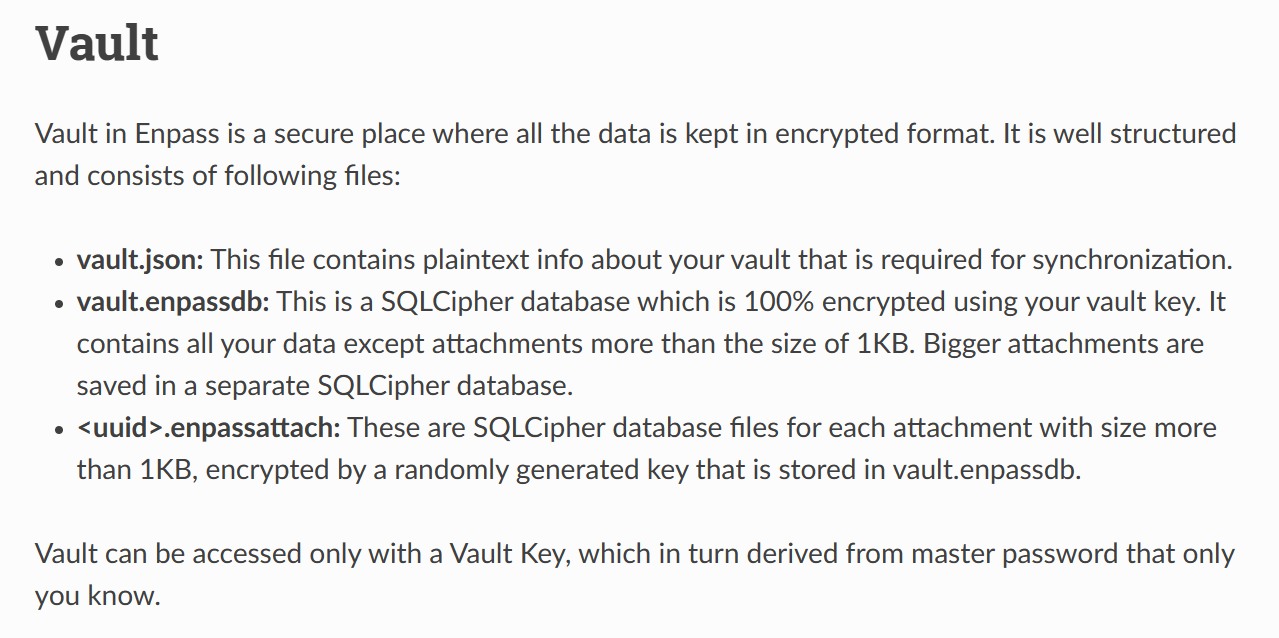 Vault
Vault in Enpass is a secure place where all the data is kept in encrypted format. It is well structured
and consists of following files:
• vault.json: This file contains plaintext info about your vault that is required for synchronization.
• vault.enpassdb: This is a SQLCipher database which is 100% encrypted using your vault key. It
contains all your data except attachments more than the size of 1KB. Bigger attachments are
saved in a separate SQLCipher database.
• <uuid>.enpassattach: These are SQLCipher database files for each attachment with size more
than 1KB, encrypted by a randomly generated key that is stored in vault.enpassdb.
Vault can be accessed only with a Vault Key, which in turn derived from master password that only
you know.